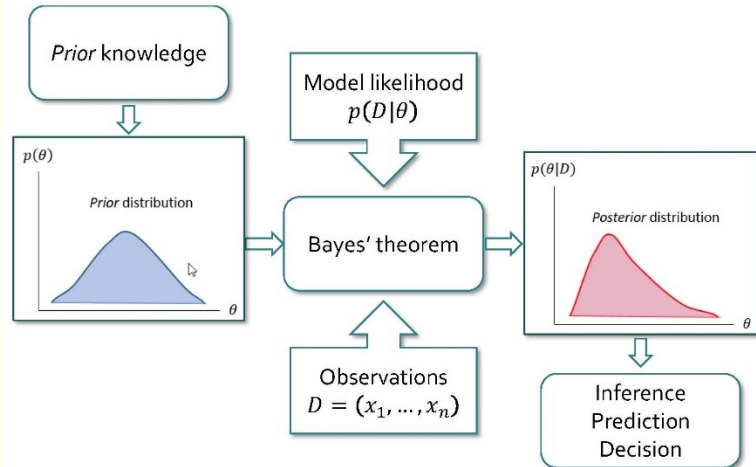 Prior knowledge
Model likelihood
p(D|θ)
p(θ)
Prior distribution
θ
Bayes’ theorem
p(θ|D)
Posterior distribution
θ
Observations
D = (x₁, …, xₙ)
Inference
Prediction
Decision